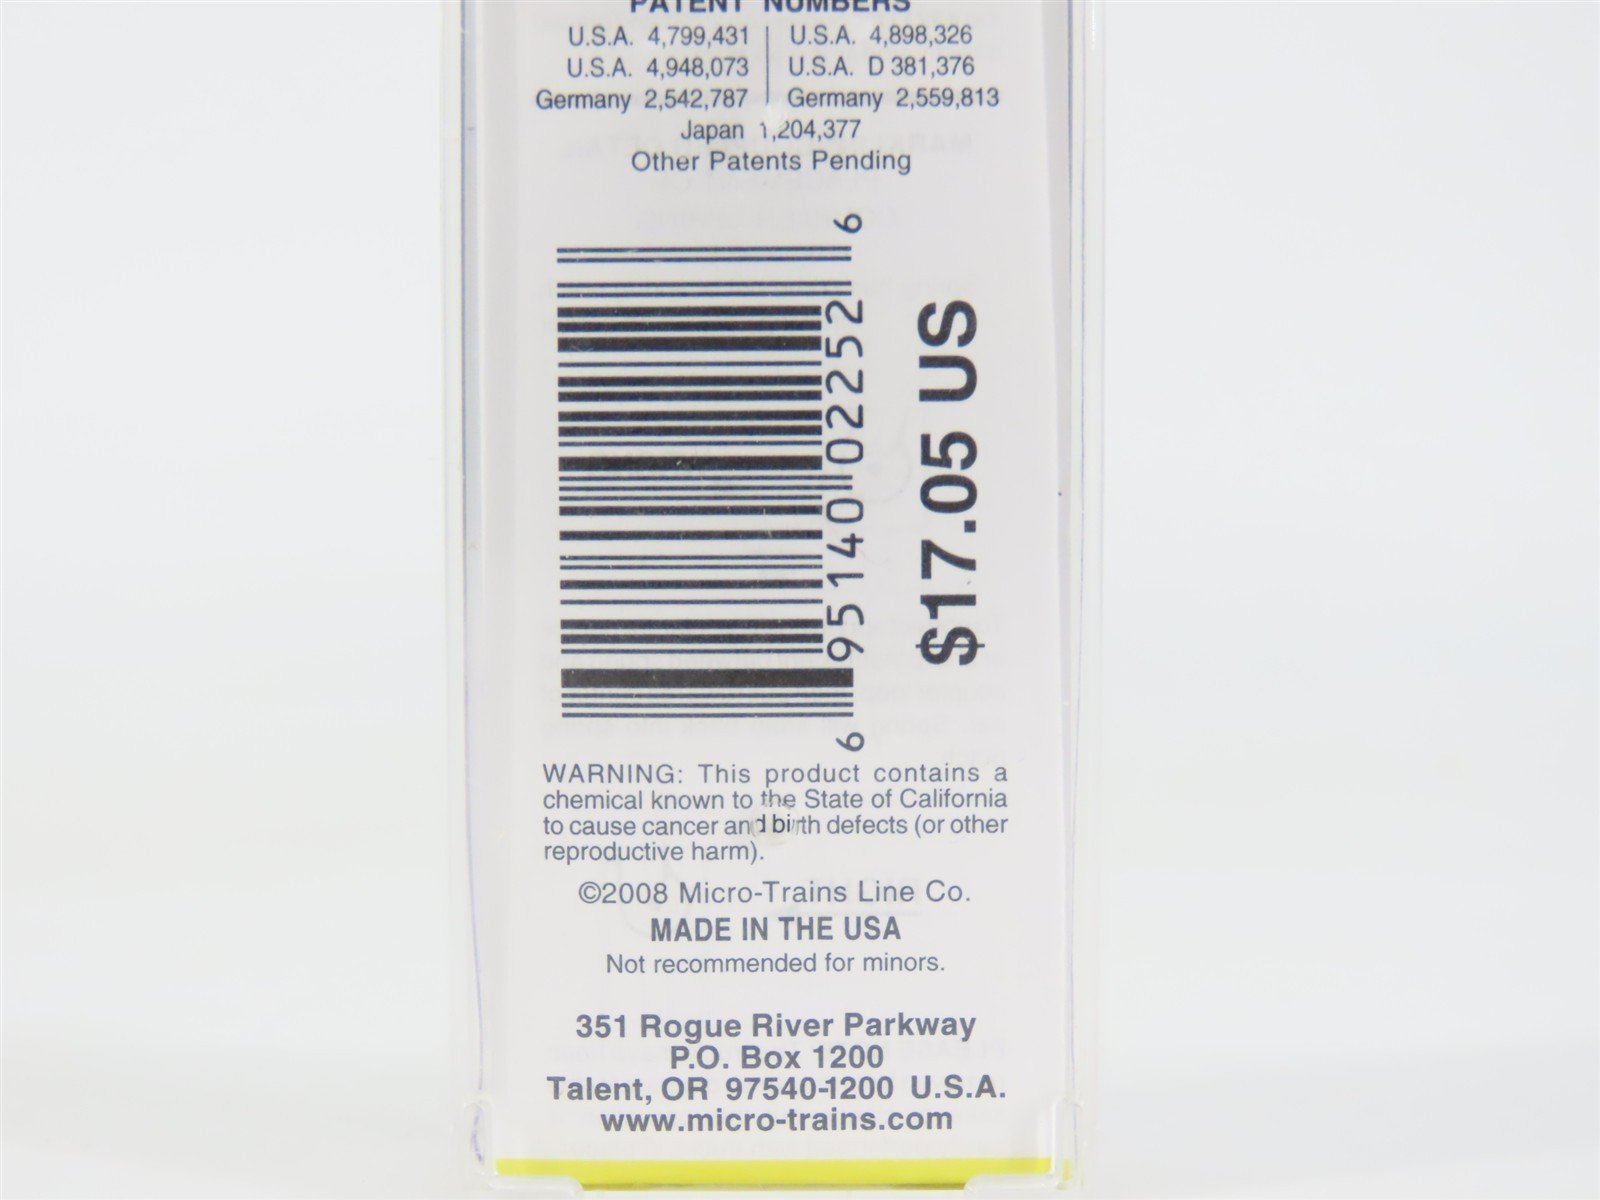 PATENT NUMBERS
U.S.A. 4,799,431 U.S.A. 4,898,326
U.S.A. 4,948,073 U.S.A. D 381,376
Germany 2,542,787 Germany 2,559,813
Japan 1,204,377
Other Patents Pending
6 95140 02252 6
$17.05 US
WARNING: This product contains a
chemical known to the State of California
to cause cancer and birth defects (or other
reproductive harm).
©2008 Micro-Trains Line Co.
MADE IN THE USA
Not recommended for minors.
351 Rogue River Parkway
P.O. Box 1200
Talent, OR 97540-1200 U.S.A.
www.micro-trains.com